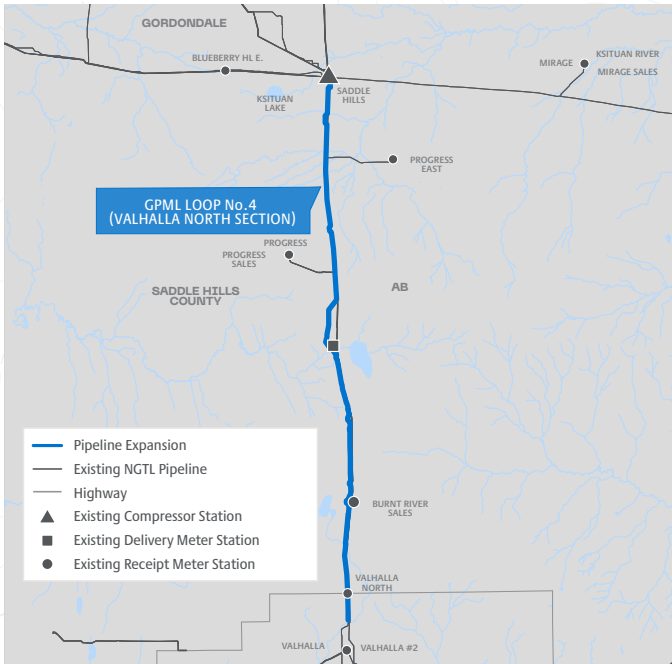 GORDONDALE
BLUEBERRY HL E.
KSITUAN RIVER
MIRAGE
MIRAGE SALES
KSITUAN
LAKE
SADDLE
HILLS
PROGRESS
EAST
GPML LOOP No.4
(VALHALLA NORTH SECTION)
PROGRESS
PROGRESS
SALES
SADDLE HILLS
COUNTY
AB
Pipeline Expansion
Existing NGTL Pipeline
Highway
Existing Compressor Station
Existing Delivery Meter Station
Existing Receipt Meter Station
BURNT RIVER
SALES
VALHALLA
NORTH
VALHALLA
VALHALLA #2